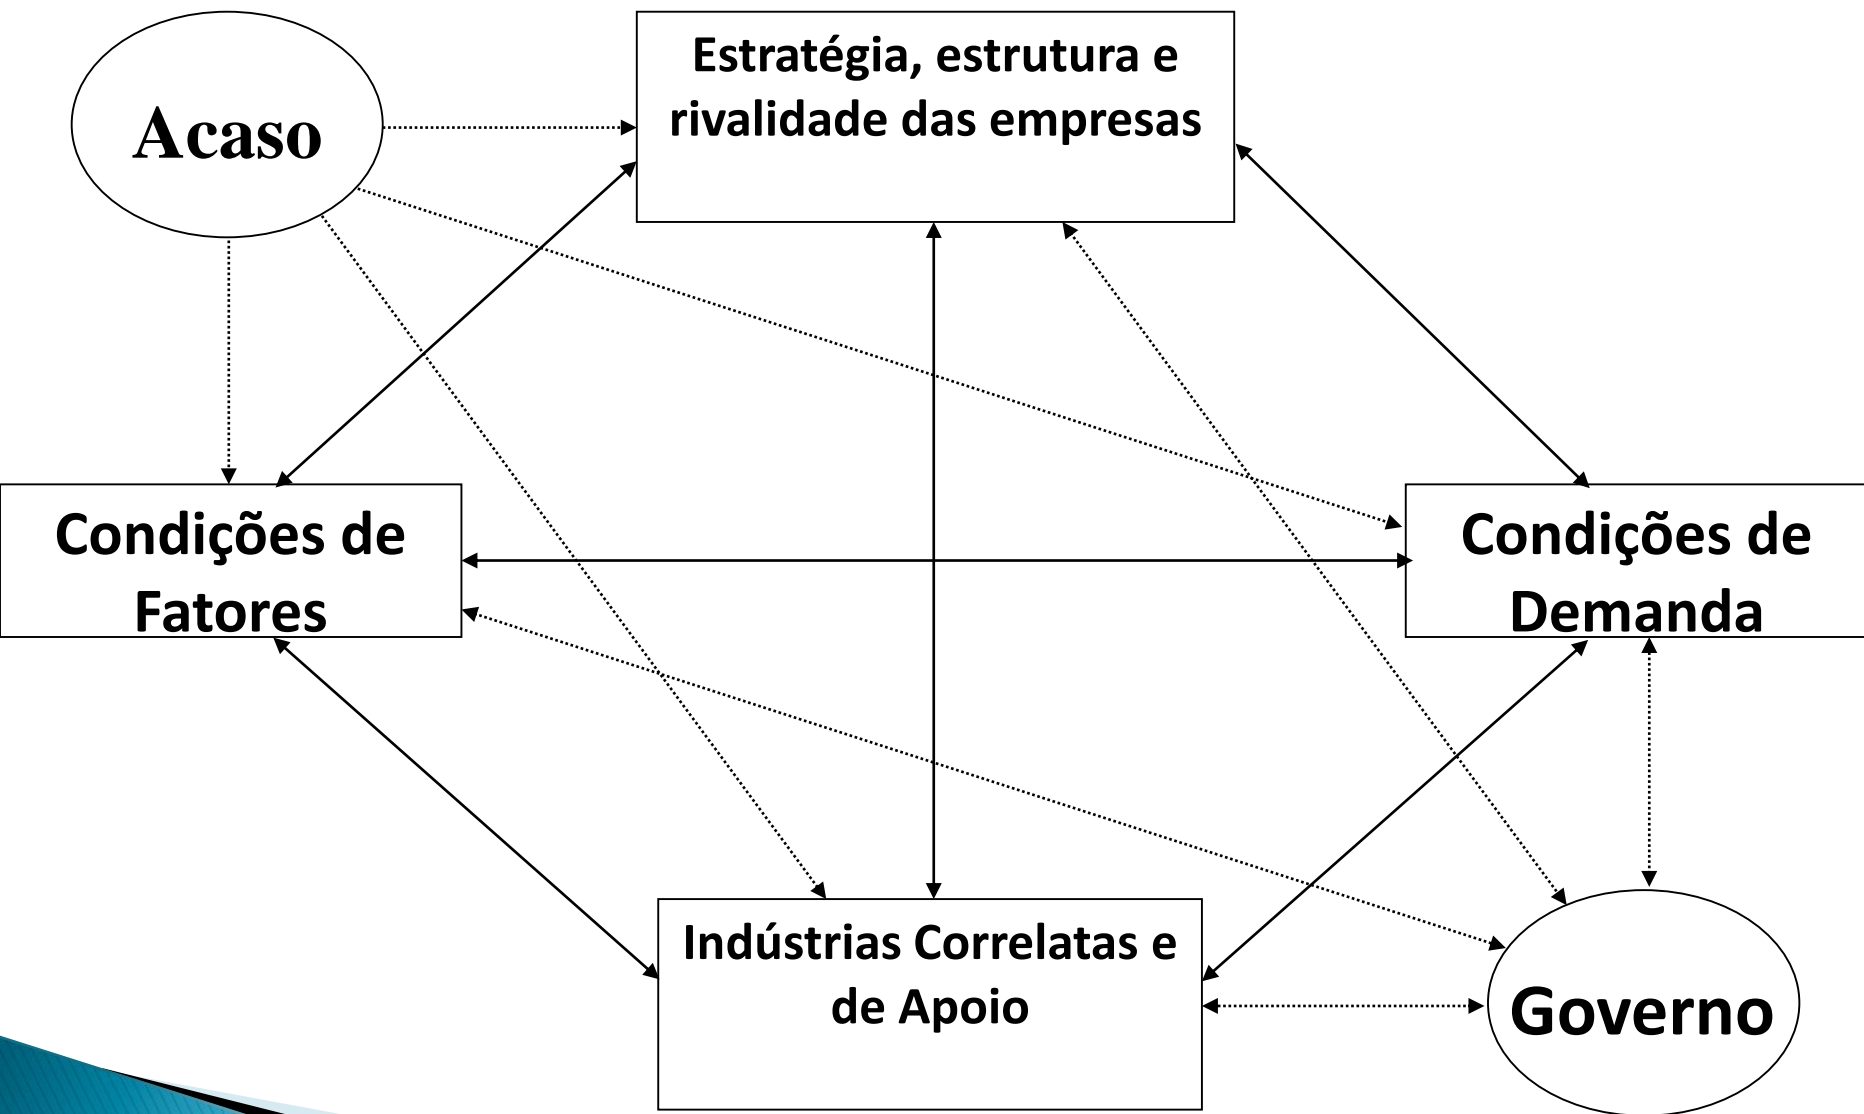 Acaso
Estratégia, estrutura e
rivalidade das empresas
Condições de
Fatores
Condições de
Demanda
Indústrias Correlatas e
de Apoio
Governo